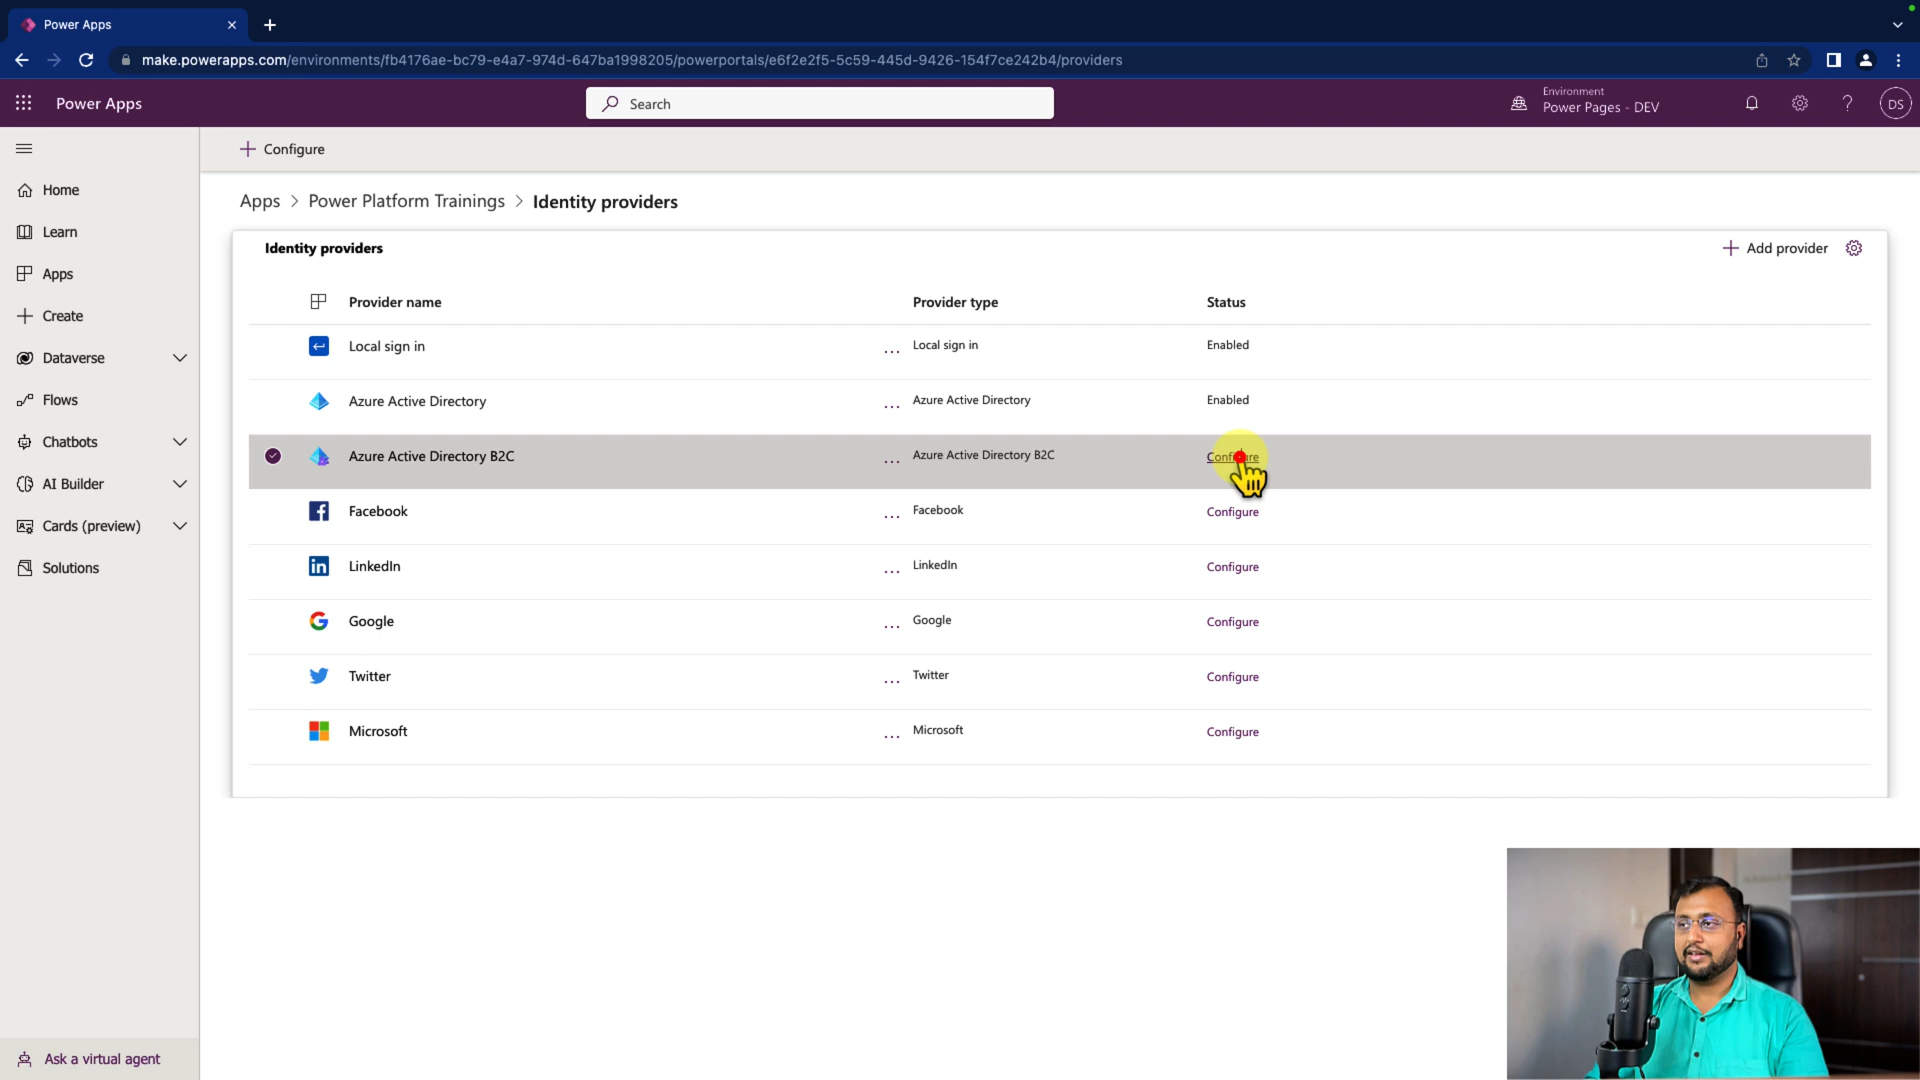 Power Apps
make.powerapps.com/environments/fb4176ae-bc79-e4a7-974d-647ba1998205/powerportals/e6f2e2f5-5c59-445d-9426-154f7ce242b4/providers
Power Apps
Search
Environment
Power Pages - DEV
?
DS
Configure
Home
Learn
Apps
Create
Dataverse
Flows
Chatbots
AI Builder
Cards (preview)
Solutions
Ask a virtual agent
Apps > Power Platform Trainings > Identity providers
Identity providers
Add provider
Provider name Provider type Status
Local sign in ... Local sign in Enabled
Azure Active Directory ... Azure Active Directory Enabled
Azure Active Directory B2C ... Azure Active Directory B2C Configure
Facebook ... Facebook Configure
LinkedIn ... LinkedIn Configure
Google ... Google Configure
Twitter ... Twitter Configure
Microsoft ... Microsoft Configure